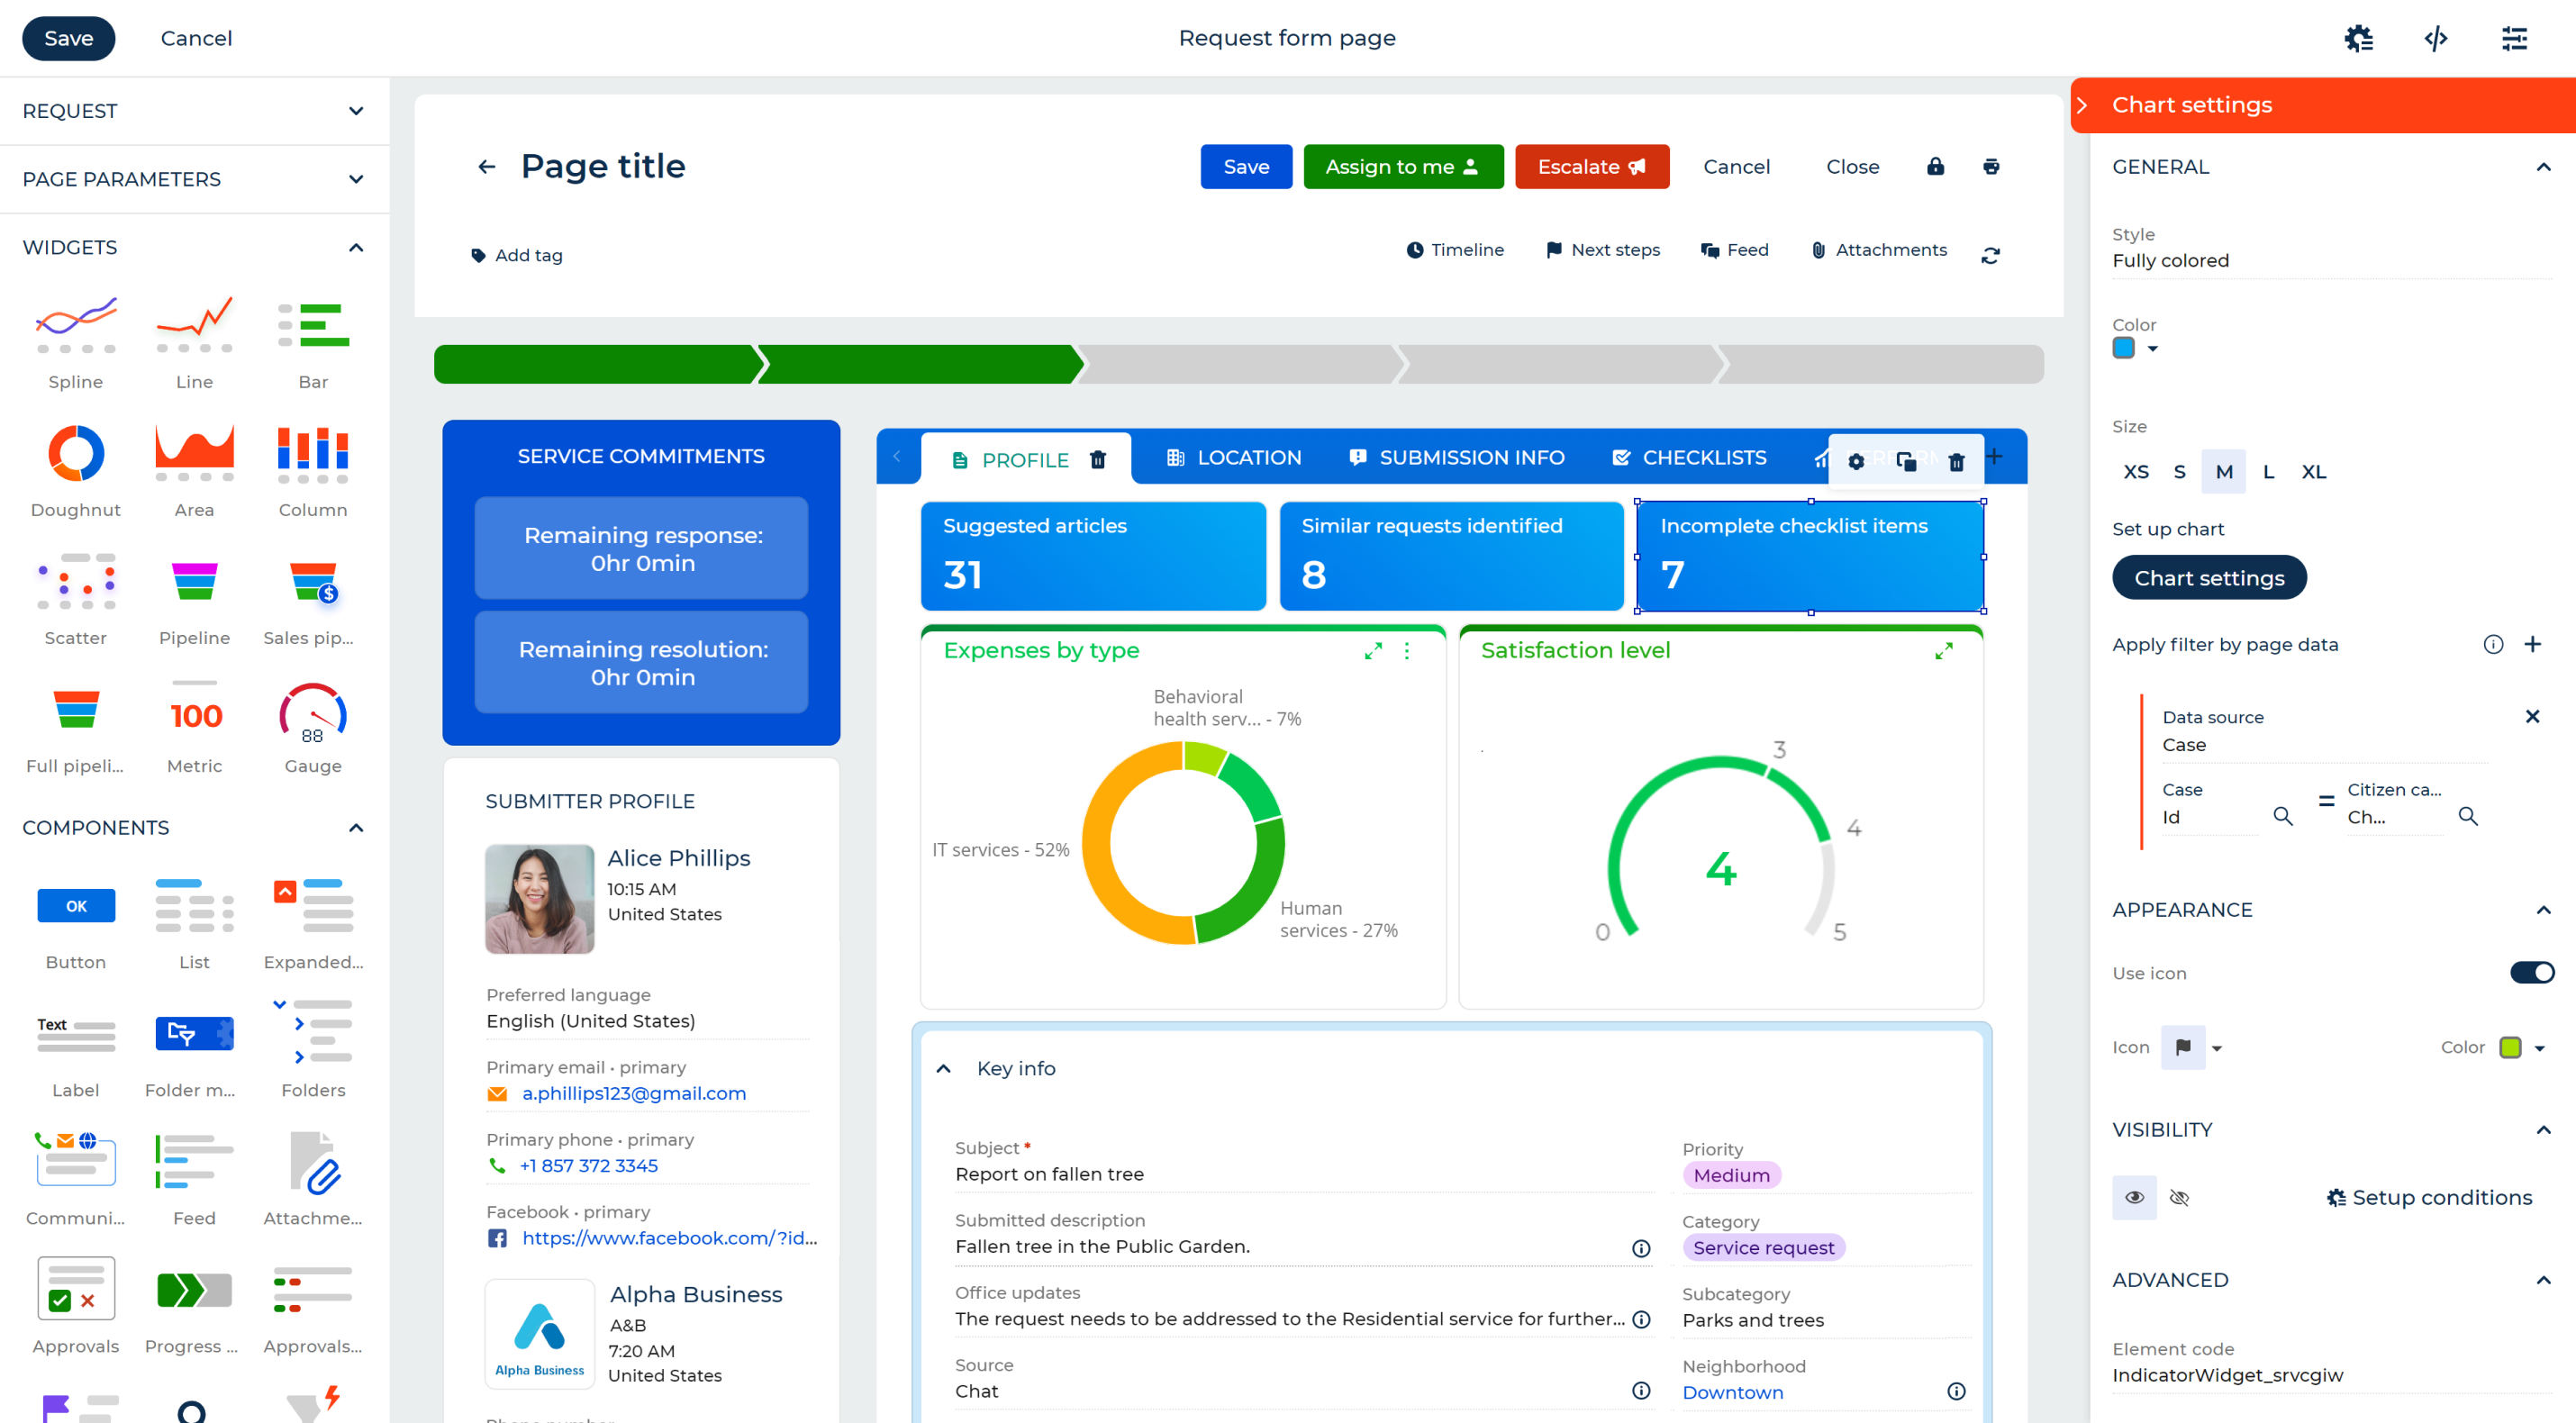 Save
Cancel
Request form page
REQUEST
PAGE PARAMETERS
WIDGETS
Spline
Line
Bar
Doughnut
Area
Column
Scatter
Pipeline
Sales pip...
100
88
Full pipeli...
Metric
Gauge
COMPONENTS
OK
Button
List
Expanded...
Text
Label
Folder m...
Folders
Communi...
Feed
Attachme...
Approvals
Progress ...
Approvals...
Page title
Save
Assign to me
Escalate
Cancel
Close
Add tag
Timeline
Next steps
Feed
Attachments
SERVICE COMMITMENTS
Remaining response:
0hr 0min
Remaining resolution:
0hr 0min
SUBMITTER PROFILE
Alice Phillips
10:15 AM
United States
Preferred language
English (United States)
Primary email • primary
a.phillips123@gmail.com
Primary phone • primary
+1 857 372 3345
Facebook • primary
https://www.facebook.com/?id...
Alpha Business
Alpha Business
A&B
7:20 AM
United States
PROFILE
LOCATION
SUBMISSION INFO
CHECKLISTS
Suggested articles
31
Similar requests identified
8
Incomplete checklist items
7
Expenses by type
Behavioral
health serv... - 7%
IT services - 52%
Human
services - 27%
Satisfaction level
3
4
4
0
5
Key info
Subject *
Report on fallen tree
Submitted description
Fallen tree in the Public Garden.
Office updates
The request needs to be addressed to the Residential service for further...
Source
Chat
Priority
Medium
Category
Service request
Subcategory
Parks and trees
Neighborhood
Downtown
Chart settings
GENERAL
Style
Fully colored
Color
Size
XS S M L XL
Set up chart
Chart settings
Apply filter by page data
Data source
Case
Case
Id
=
Citizen ca...
Ch...
APPEARANCE
Use icon
Icon
Color
VISIBILITY
Setup conditions
ADVANCED
Element code
IndicatorWidget_srvcgiw